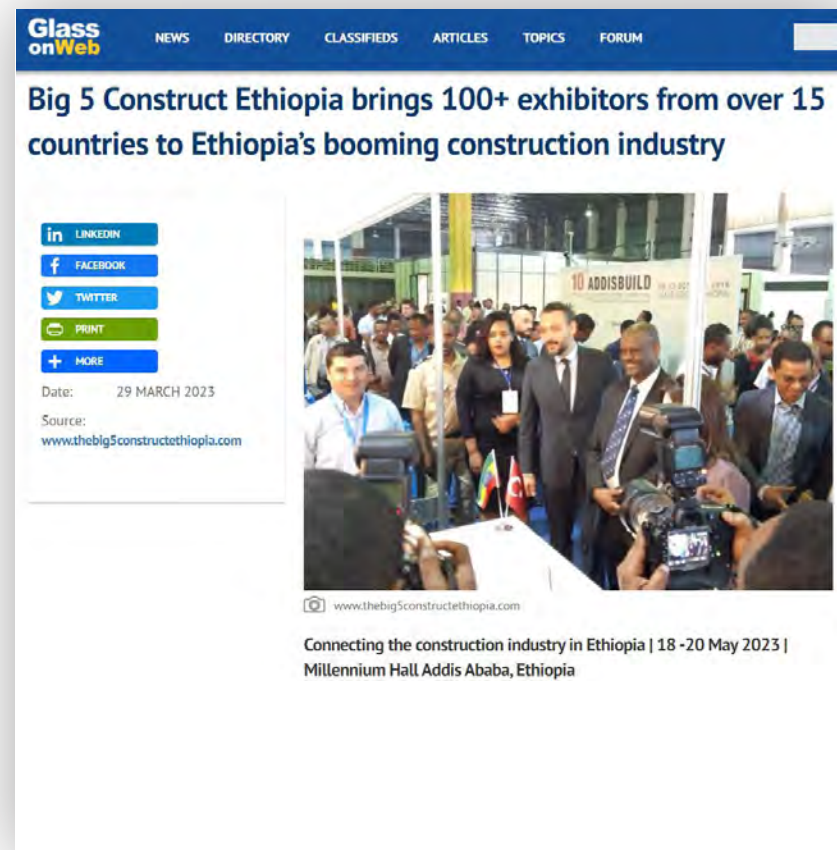 Glass
onWeb
NEWS DIRECTORY CLASSIFIEDS ARTICLES TOPICS FORUM
Big 5 Construct Ethiopia brings 100+ exhibitors from over 15
countries to Ethiopia's booming construction industry
in LINKEDIN
f FACEBOOK
TWITTER
PRINT
+ MORE
Date: 29 MARCH 2023
Source:
www.thebig5constructethiopia.com
10 ADDISBUILD
www.thebig5constructethiopia.com
Connecting the construction industry in Ethiopia | 18 -20 May 2023 |
Millennium Hall Addis Ababa, Ethiopia